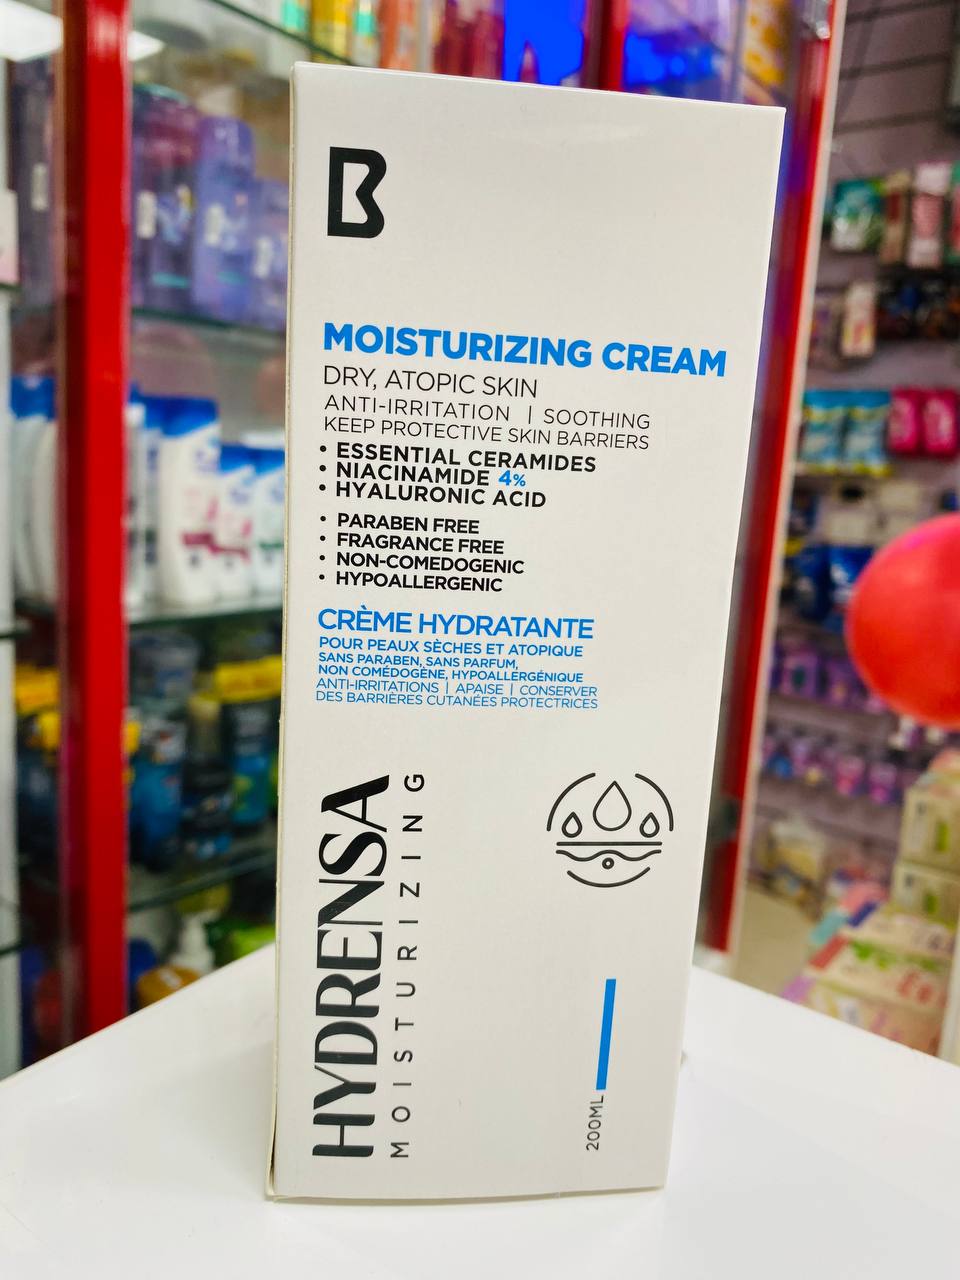 B
MOISTURIZING CREAM
DRY, ATOPIC SKIN
ANTI-IRRITATION | SOOTHING
KEEP PROTECTIVE SKIN BARRIERS
• ESSENTIAL CERAMIDES
• NIACINAMIDE 4%
• HYALURONIC ACID
• PARABEN FREE
• FRAGRANCE FREE
• NON-COMEDOGENIC
• HYPOALLERGENIC
CRÈME HYDRATANTE
POUR PEAUX SÈCHES ET ATOPIQUE
SANS PARABEN, SANS PARFUM,
NON COMÉDOGÈNE, HYPOALLERGÉNIQUE
ANTI-IRRITATIONS | APAISE | CONSERVER
DES BARRIÈRES CUTANÉES PROTECTRICES
HYDRENSA
MOISTURIZING
200ML